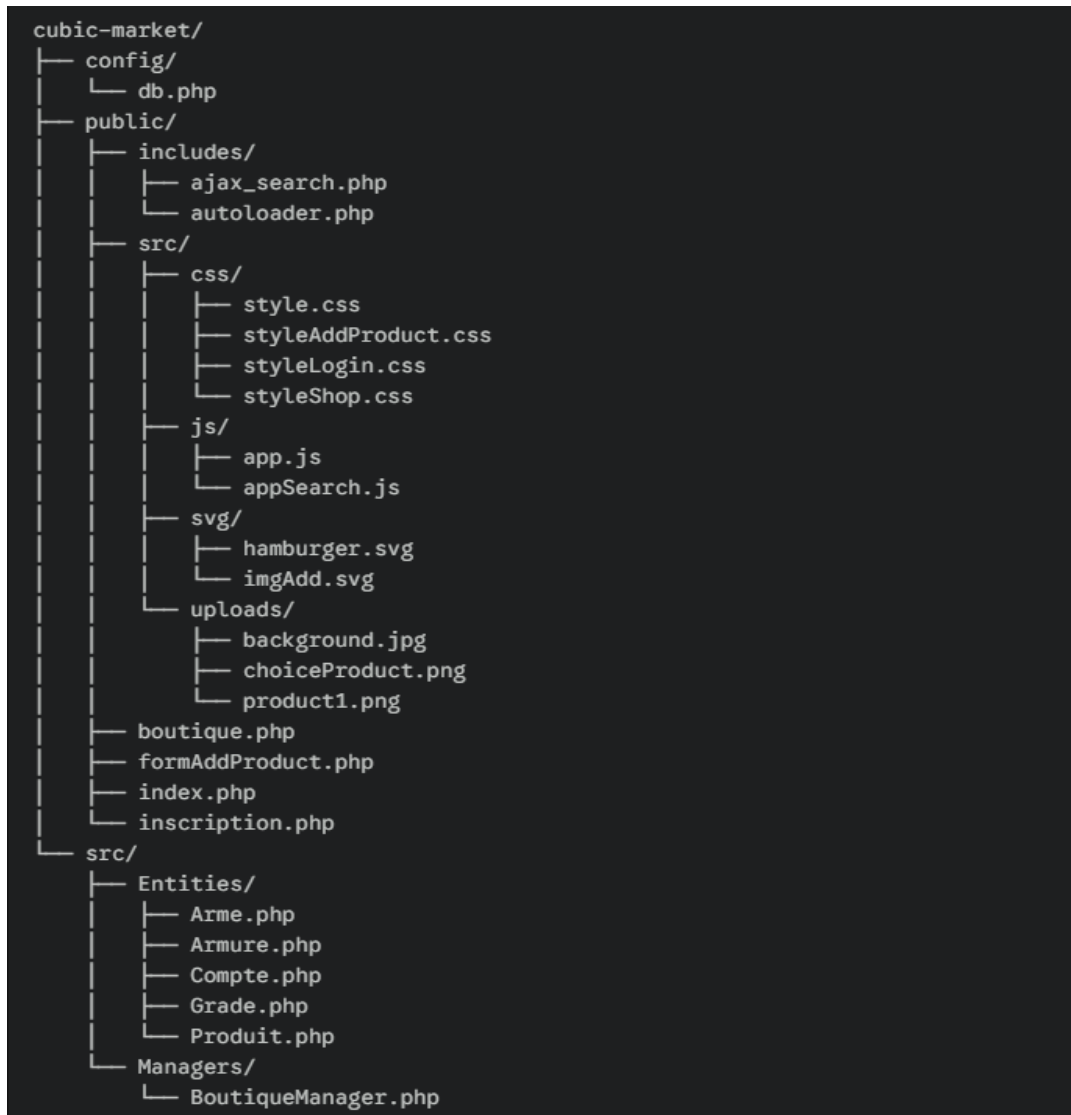 cubic-market/
├── config/
│   └── db.php
├── public/
│   ├── includes/
│   │   ├── ajax_search.php
│   │   └── autoloader.php
│   ├── src/
│   │   ├── css/
│   │   │   ├── style.css
│   │   │   ├── styleAddProduct.css
│   │   │   ├── styleLogin.css
│   │   │   └── styleShop.css
│   │   ├── js/
│   │   │   ├── app.js
│   │   │   └── appSearch.js
│   │   ├── svg/
│   │   │   ├── hamburger.svg
│   │   │   └── imgAdd.svg
│   │   └── uploads/
│   │       ├── background.jpg
│   │       ├── choiceProduct.png
│   │       └── product1.png
│   ├── boutique.php
│   ├── formAddProduct.php
│   ├── index.php
│   └── inscription.php
└── src/
    ├── Entities/
    │   ├── Arme.php
    │   ├── Armure.php
    │   ├── Compte.php
    │   ├── Grade.php
    │   └── Produit.php
    └── Managers/
        └── BoutiqueManager.php